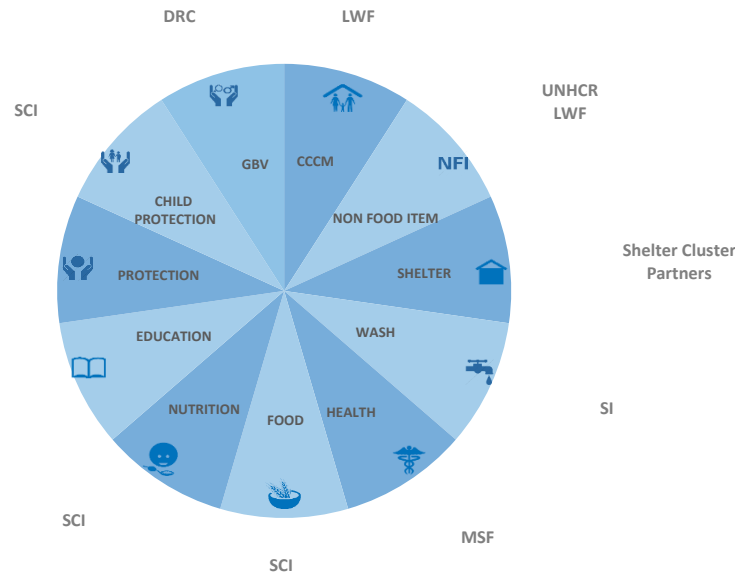 DRC
LWF
SCI
UNHCR
LWF
GBV
CCCM
NFI
CHILD
PROTECTION
NON FOOD ITEM
Shelter Cluster
Partners
PROTECTION
SHELTER
EDUCATION
WASH
NUTRITION
FOOD
HEALTH
SI
SCI
MSF
SCI